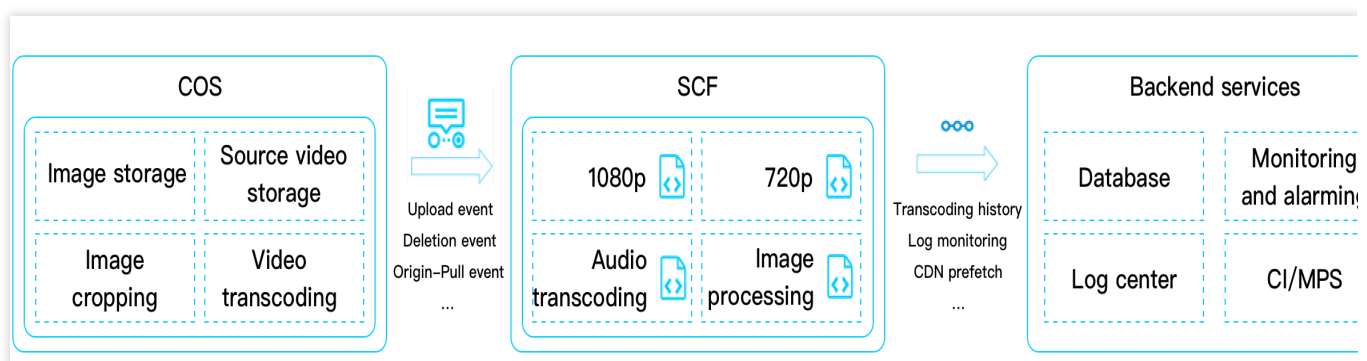 COS
Image storage
Source video
storage
Image
cropping
Video
transcoding
Upload event
Deletion event
Origin-Pull event
...
SCF
1080p
720p
Audio
transcoding
Image
processing
Transcoding history
Log monitoring
CDN prefetch
...
Backend services
Database
Monitoring
and alarming
Log center
CI/MPS